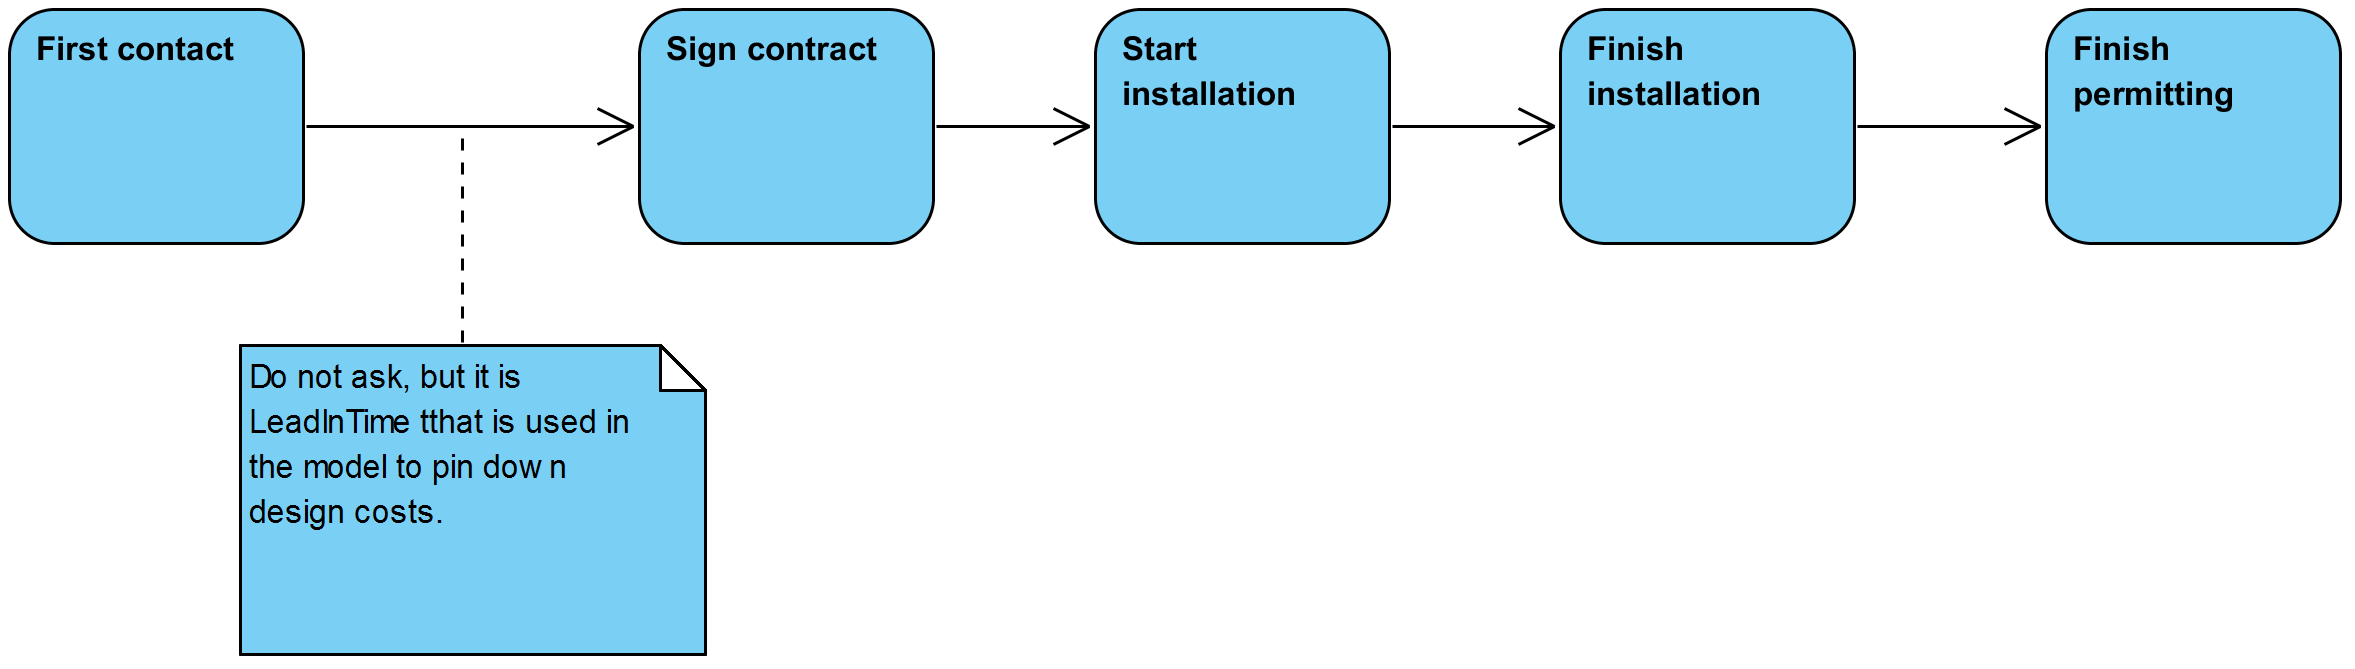 First contact
Sign contract
Start
installation
Finish
installation
Finish
permitting
Do not ask, but it is
LeadInTime tthat is used in
the model to pin down
design costs.